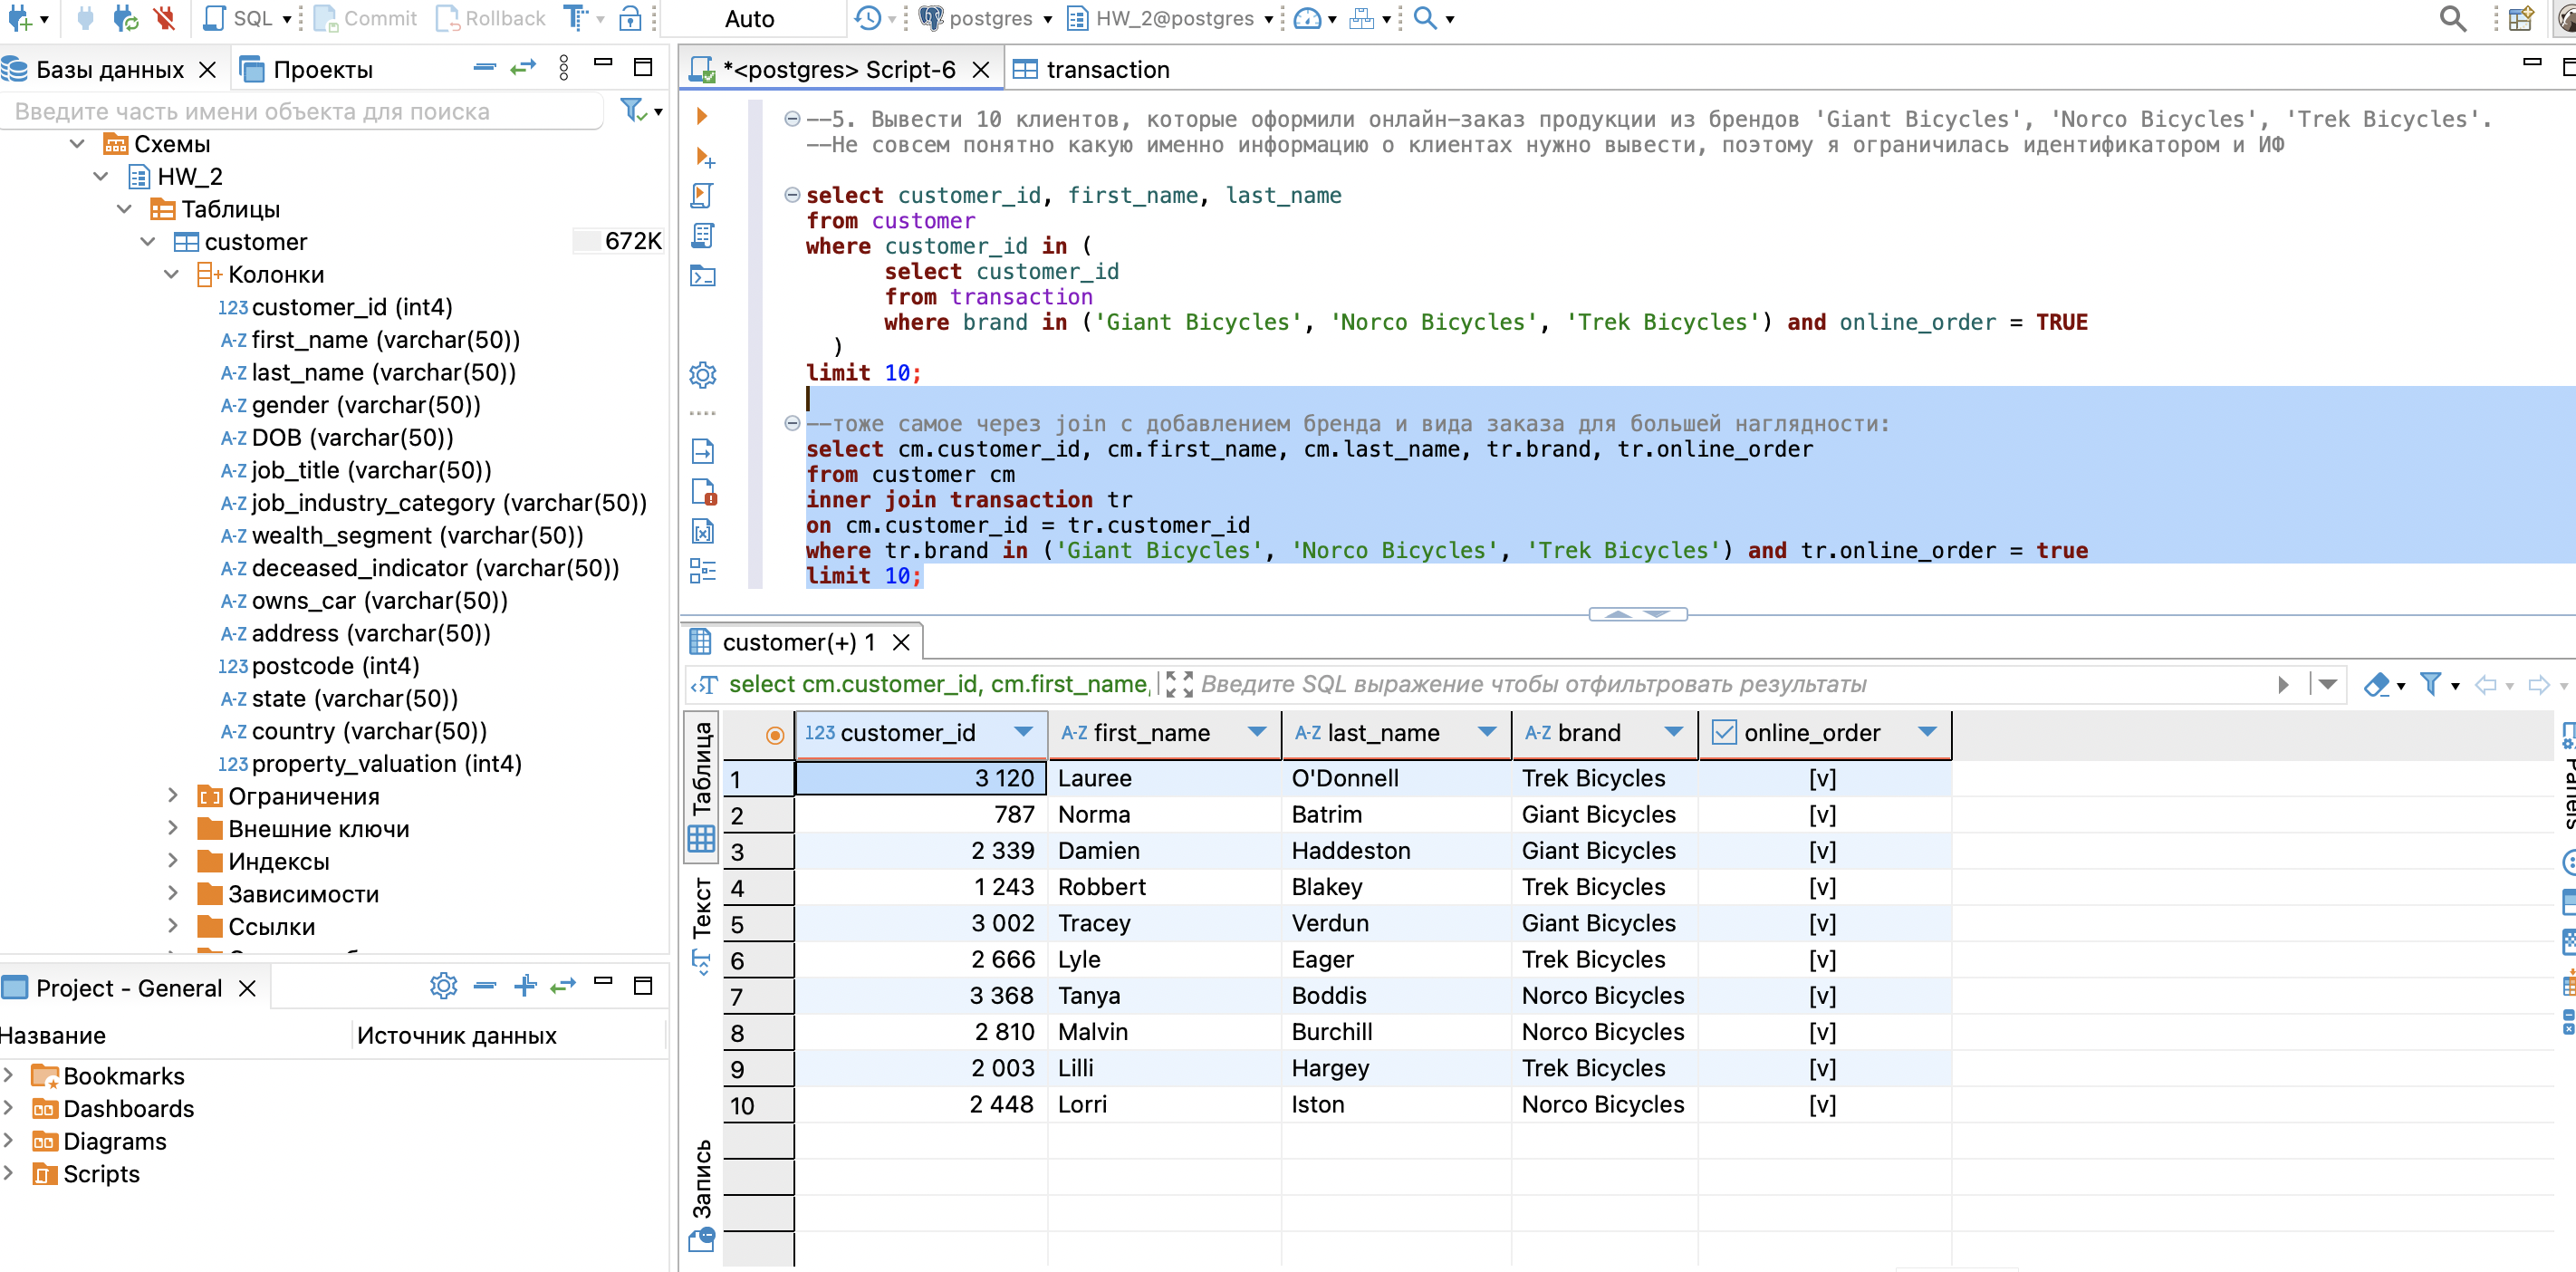 SQL Commit Rollback Auto postgres HW_2@postgres
Базы данных Проекты
Введите часть имени объекта для поиска
Схемы
HW_2
Таблицы
customer 672K
Колонки
123 customer_id (int4)
A-Z first_name (varchar(50))
A-Z last_name (varchar(50))
A-Z gender (varchar(50))
A-Z DOB (varchar(50))
A-Z job_title (varchar(50))
A-Z job_industry_category (varchar(50))
A-Z wealth_segment (varchar(50))
A-Z deceased_indicator (varchar(50))
A-Z owns_car (varchar(50))
A-Z address (varchar(50))
123 postcode (int4)
A-Z state (varchar(50))
A-Z country (varchar(50))
123 property_valuation (int4)
Ограничения
Внешние ключи
Индексы
Зависимости
Ссылки
Project - General
Название Источник данных
Bookmarks
Dashboards
Diagrams
Scripts
*<postgres> Script-6 transaction
--5. Вывести 10 клиентов, которые оформили онлайн-заказ продукции из брендов 'Giant Bicycles', 'Norco Bicycles', 'Trek Bicycles'.
--Не совсем понятно какую именно информацию о клиентах нужно вывести, поэтому я ограничилась идентификатором и ИФ
select customer_id, first_name, last_name
from customer
where customer_id in (
select customer_id
from transaction
where brand in ('Giant Bicycles', 'Norco Bicycles', 'Trek Bicycles') and online_order = TRUE
)
limit 10;
--тоже самое через join с добавлением бренда и вида заказа для большей наглядности:
select cm.customer_id, cm.first_name, cm.last_name, tr.brand, tr.online_order
from customer cm
inner join transaction tr
on cm.customer_id = tr.customer_id
where tr.brand in ('Giant Bicycles', 'Norco Bicycles', 'Trek Bicycles') and tr.online_order = true
limit 10;
customer(+) 1
select cm.customer_id, cm.first_name, Введите SQL выражение чтобы отфильтровать результаты
Таблица
Текст
Запись
123 customer_id A-Z first_name A-Z last_name A-Z brand online_order
1 3 120 Lauree O'Donnell Trek Bicycles [v]
2 787 Norma Batrim Giant Bicycles [v]
3 2 339 Damien Haddeston Giant Bicycles [v]
4 1 243 Robbert Blakey Trek Bicycles [v]
5 3 002 Tracey Verdun Giant Bicycles [v]
6 2 666 Lyle Eager Trek Bicycles [v]
7 3 368 Tanya Boddis Norco Bicycles [v]
8 2 810 Malvin Burchill Norco Bicycles [v]
9 2 003 Lilli Hargey Trek Bicycles [v]
10 2 448 Lorri Iston Norco Bicycles [v]
Panels